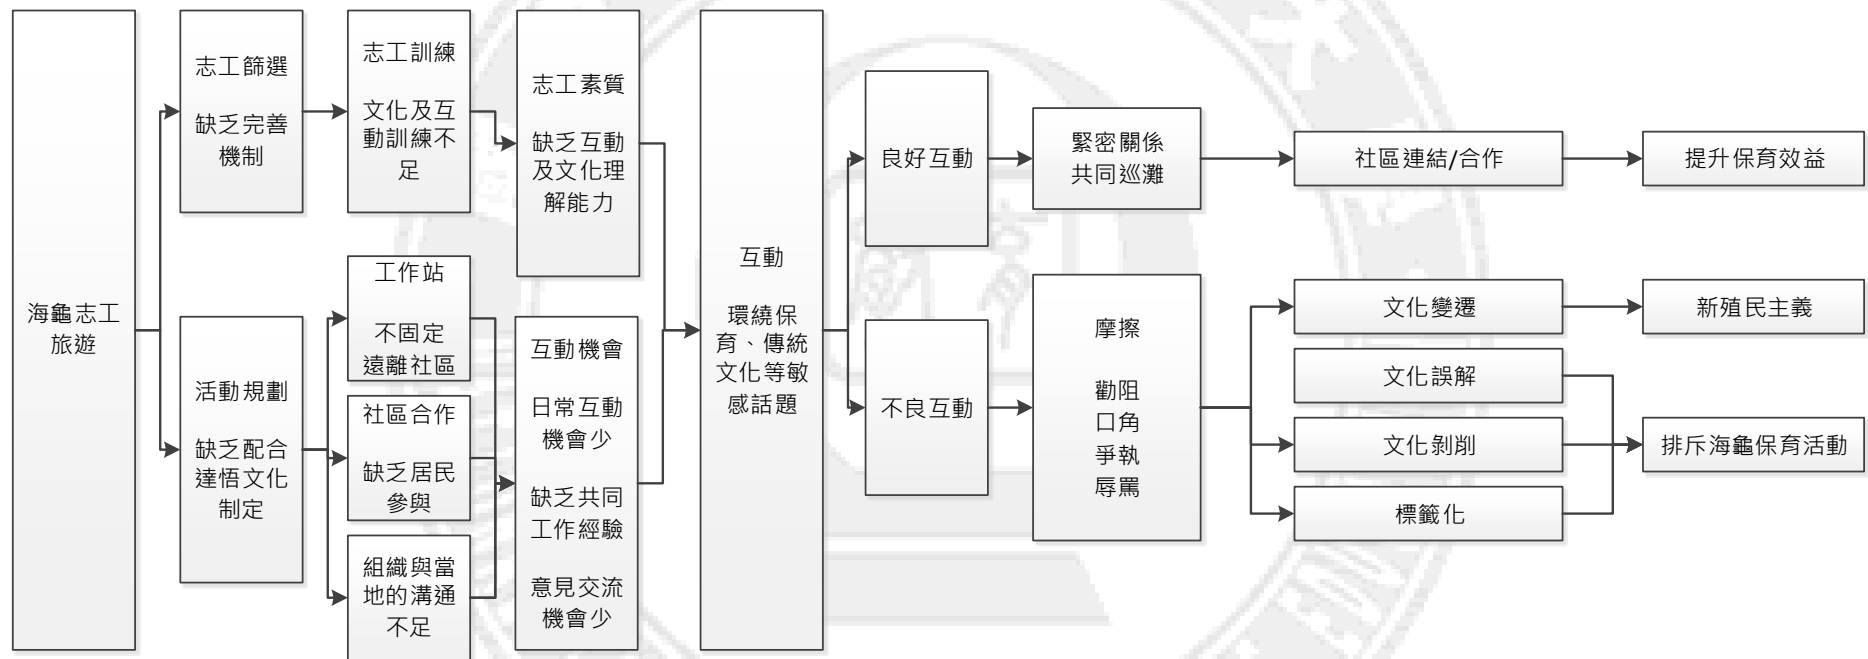 海龜志工
旅遊
志工篩選
缺乏完善
機制
志工訓練
文化及互
動訓練不
足
志工素質
缺乏互動
及文化理
解能力
活動規劃
缺乏配合
達悟文化
制定
工作站
不固定
遠離社區
社區合作
缺乏居民
參與
組織與當
地的溝通
不足
互動機會
日常互動
機會少
缺乏共同
工作經驗
意見交流
機會少
互動
環繞保
育、傳統
文化等敏
感話題
良好互動
緊密關係
共同巡灘
社區連結/合作
提升保育效益
不良互動
摩擦
勸阻
口角
爭執
辱罵
文化變遷
新殖民主義
文化誤解
文化剝削
標籤化
排斥海龜保育活動